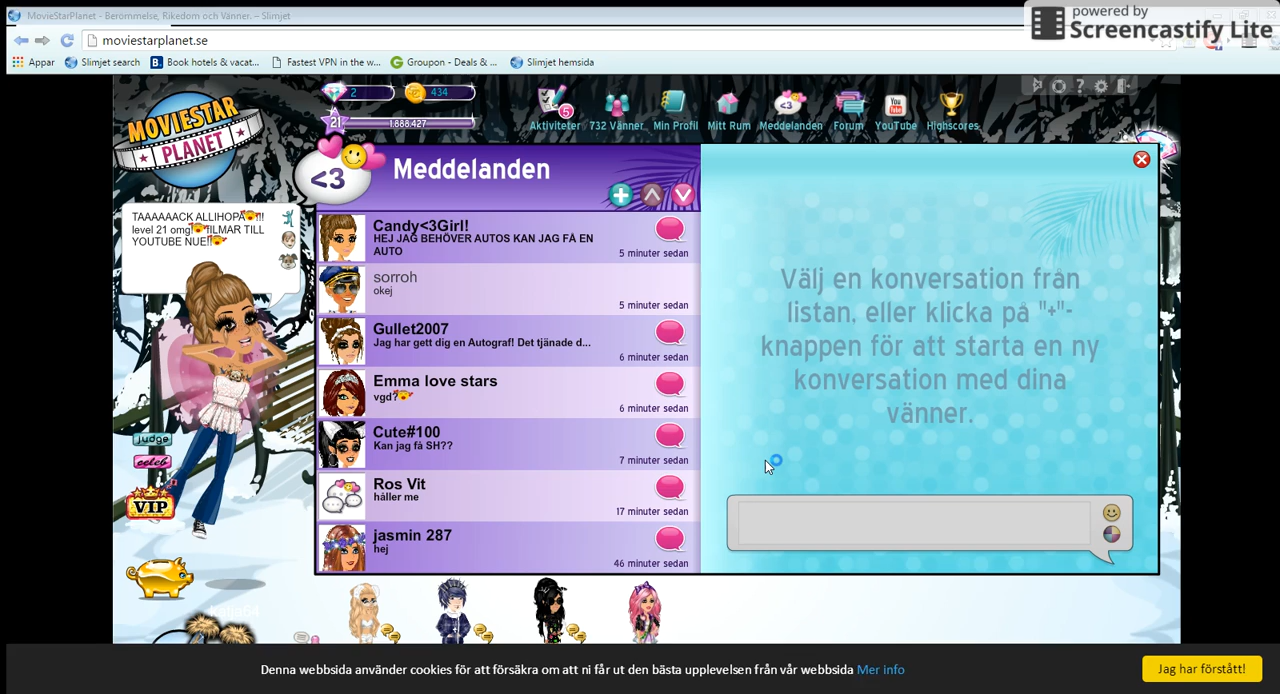 MovieStarPlanet - Berömmelse, Rikedom och Vänner. – Slimjet
powered by
Screencastify Lite
moviestarplanet.se
Appar Slimjet search Book hotels & vacat... Fastest VPN in the w... Groupon - Deals & ... Slimjet hemsida
2 434
21 1.888.427
MOVIESTAR
PLANET
5
<3
You
Tube
Aktiviteter 732 Vänner Min Profil Mitt Rum Meddelanden Forum YouTube Highscores
<3 Meddelanden
TAAAAAACK ALLIHOPA!!!
level 21 omg! FILMAR TILL
YOUTUBE NUE!!
Candy<3Girl!
HEJ JAG BEHÖVER AUTOS KAN JAG FÅ EN
AUTO
5 minuter sedan
sorroh
okej
5 minuter sedan
Gullet2007
Jag har gett dig en Autograf! Det tjänade d...
6 minuter sedan
Emma love stars
vgd?
6 minuter sedan
Cute#100
Kan jag få SH??
7 minuter sedan
Ros Vit
håller me
17 minuter sedan
jasmin 287
hej
46 minuter sedan
Välj en konversation från
listan, eller klicka på "+"-
knappen för att starta en ny
konversation med dina
vänner.
judge
celeb
VIP
Denna webbsida använder cookies för att försäkra om att ni får ut den bästa upplevelsen från vår webbsida Mer info
Jag har förstått!